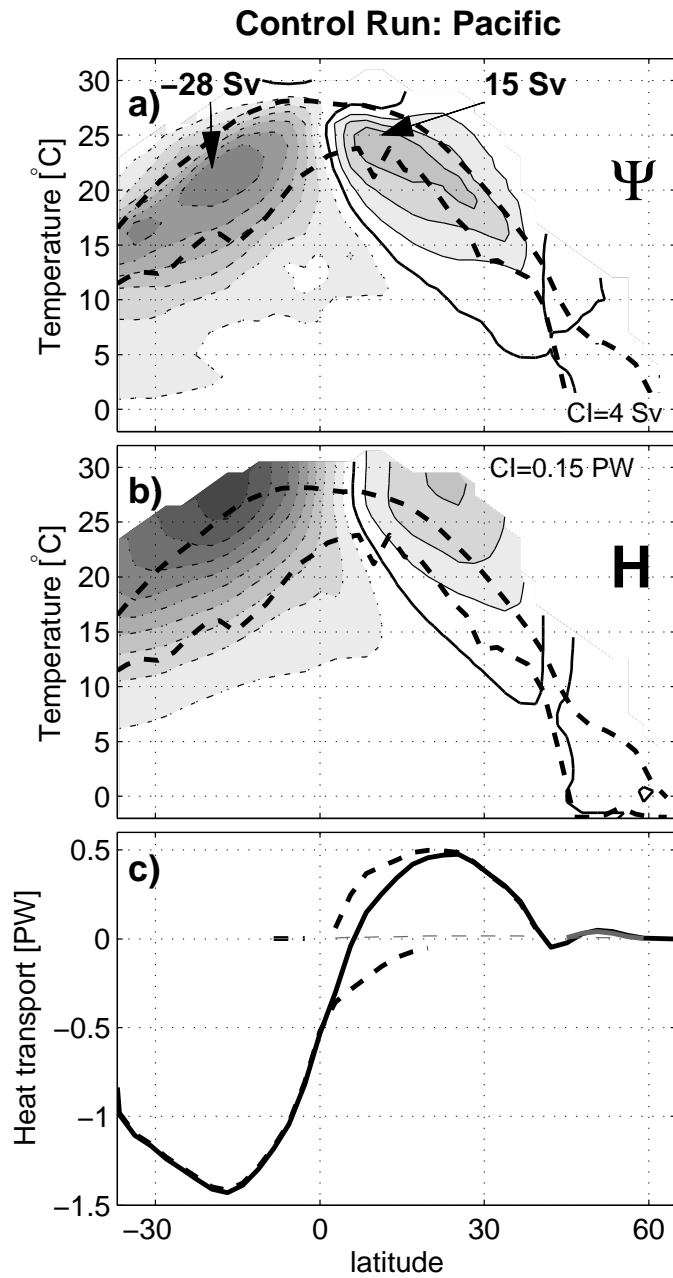 Control Run: Pacific
a)
−28 Sv
15 Sv
Ψ
CI=4 Sv
Temperature [°C]
30
25
20
15
10
5
0
b)
CI=0.15 PW
H
Temperature [°C]
30
25
20
15
10
5
0
c)
Heat transport [PW]
0.5
0
−0.5
−1
−1.5
−30
0
30
60
latitude